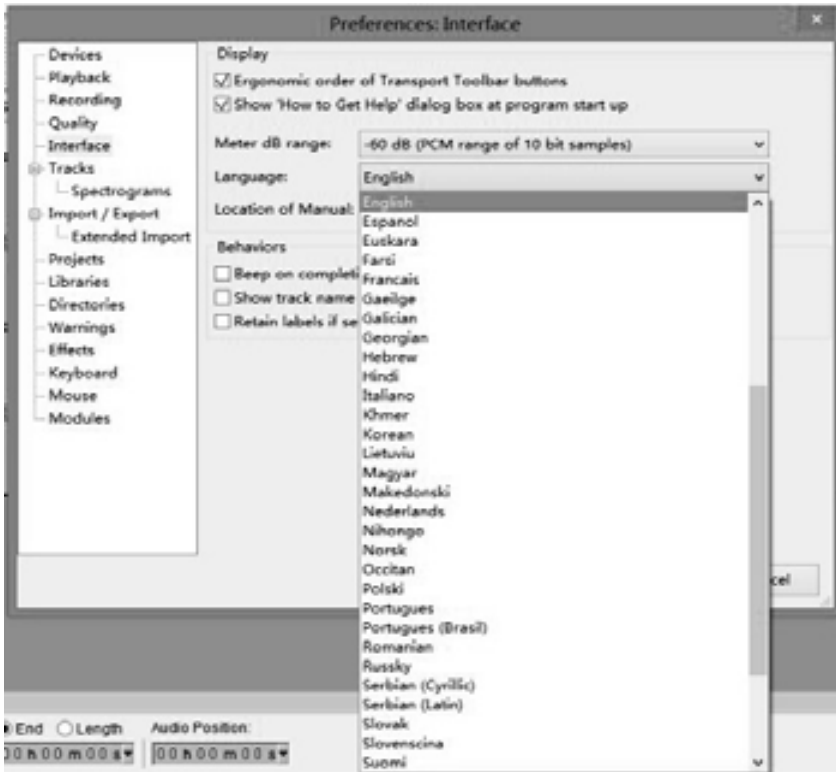 Preferences: Interface
Devices
Playback
Recording
Quality
Interface
Tracks
Spectrograms
Import / Export
Extended Import
Projects
Libraries
Directories
Warnings
Effects
Keyboard
Mouse
Modules
Display
Ergonomic order of Transport Toolbar buttons
Show 'How to Get Help' dialog box at program start up
Meter dB range: -60 dB (PCM range of 10 bit samples)
Language: English
Location of Manual:
Behaviors
Beep on completi
Show track name
Retain labels if se
English
Espanol
Euskara
Farsi
Francais
Gaeilge
Galician
Georgian
Hebrew
Hindi
Italiano
Khmer
Korean
Lietuviu
Magyar
Makedonski
Nederlands
Nihongo
Norsk
Occitan
Polski
Portugues
Portugues (Brasil)
Romanian
Russky
Serbian (Cyrillic)
Serbian (Latin)
Slovak
Slovenscina
Suomi
cel
End Length Audio Position:
00 h 00 m 00 s 00 h 00 m 00 s